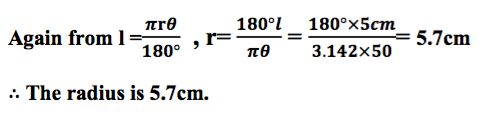 Again from l = πrθ/180° , r= 180°l/πθ = 180°×5cm/3.142×50 = 5.7cm
∴ The radius is 5.7cm.